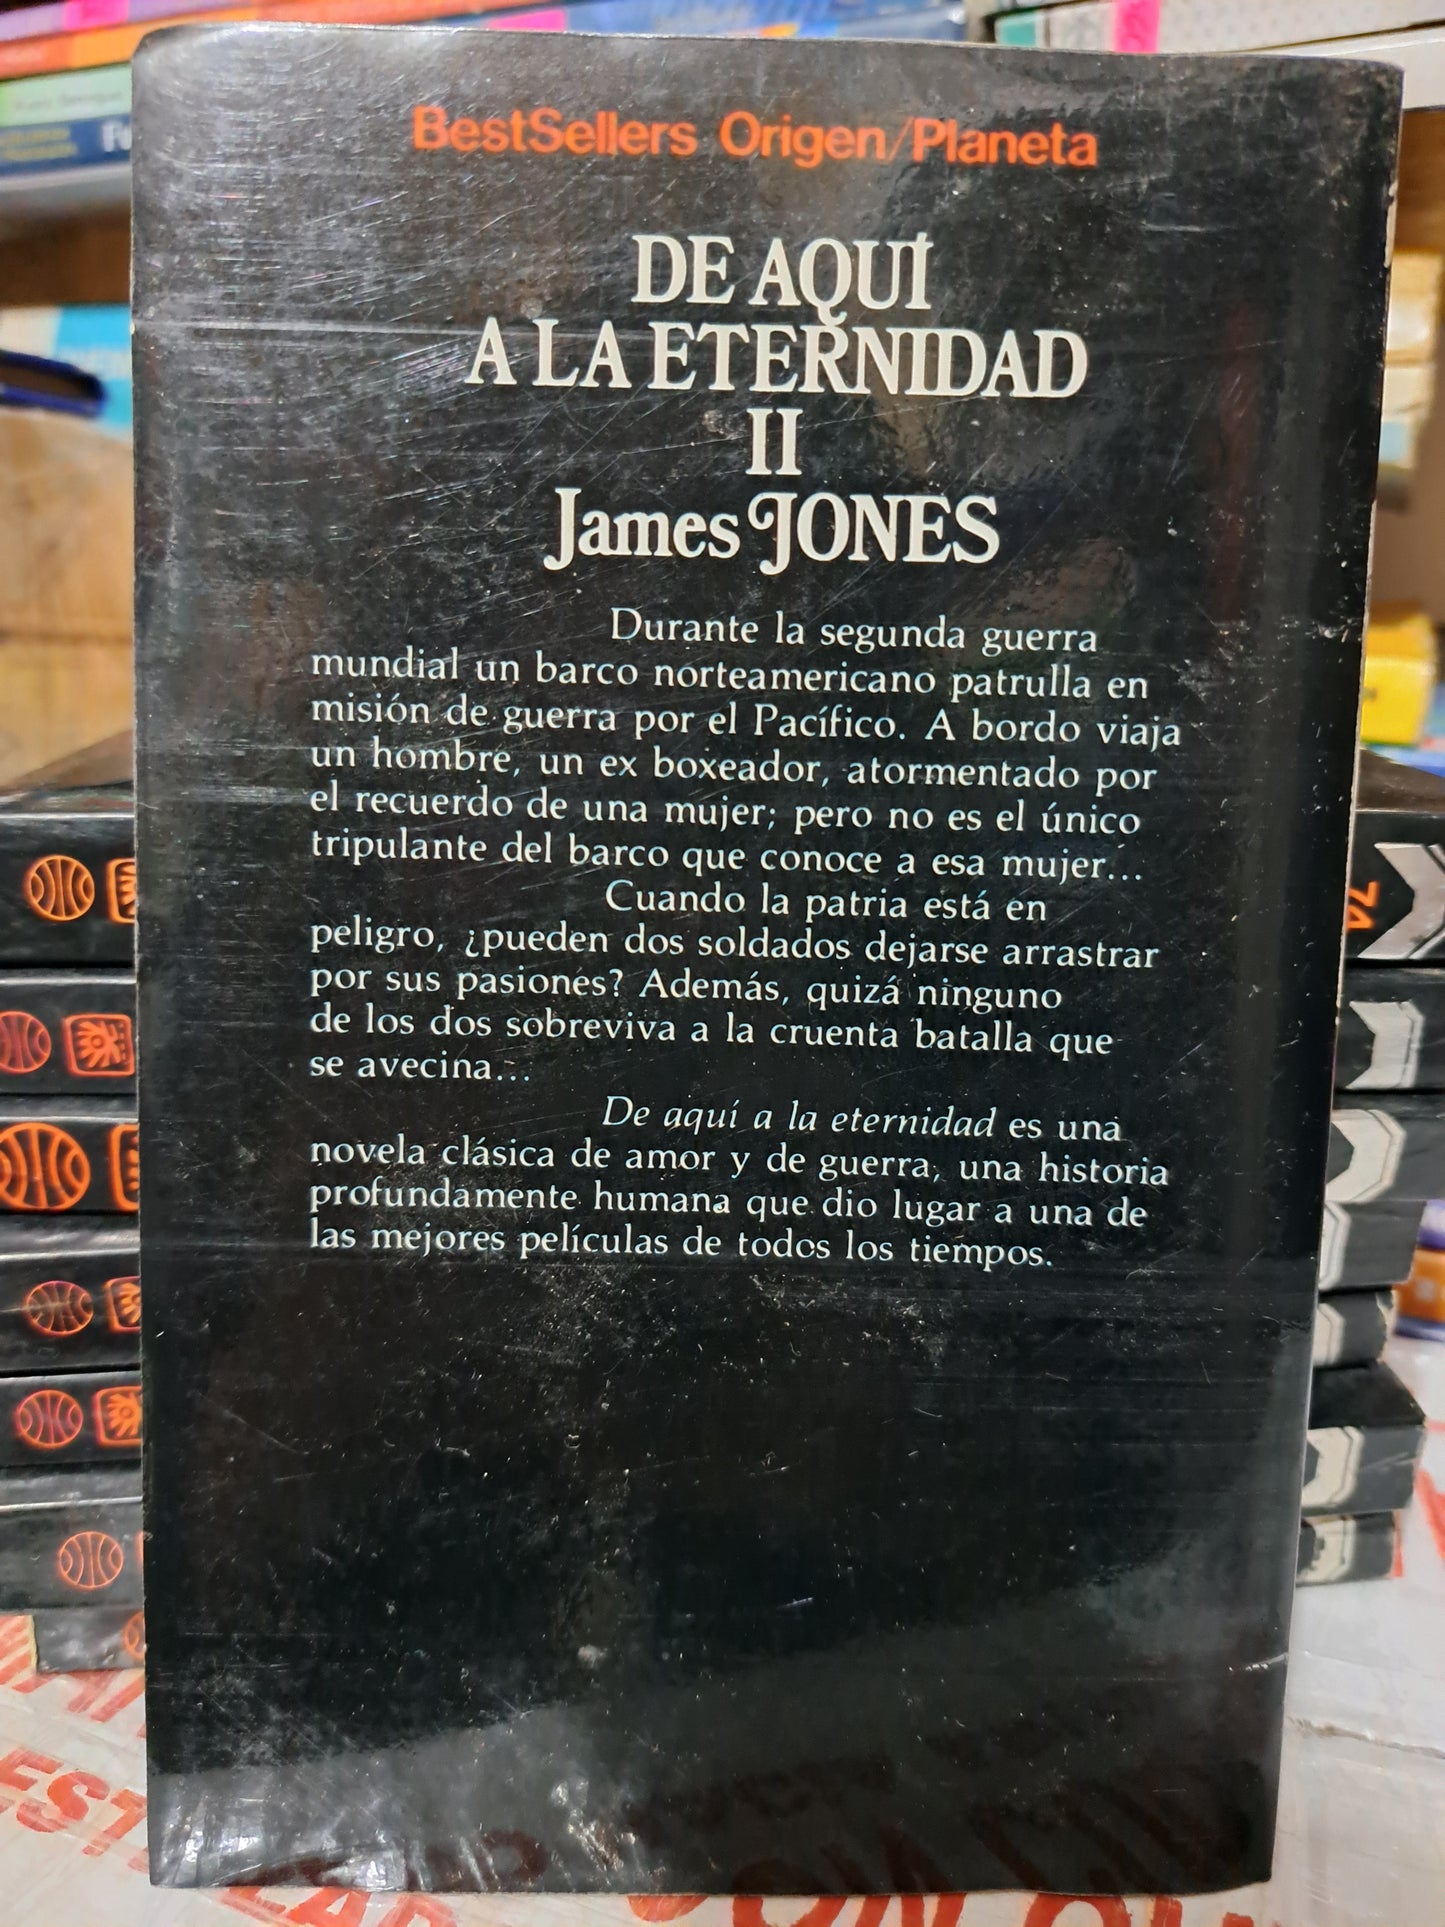 BestSellers Origen/Planeta
DE AQUÍ
A LA ETERNIDAD
II
James JONES
Durante la segunda guerra
mundial un barco norteamericano patrulla en
misión de guerra por el Pacífico. A bordo viaja
un hombre, un ex boxeador, atormentado por
el recuerdo de una mujer; pero no es el único
tripulante del barco que conoce a esa mujer...
Cuando la patria está en
peligro, ¿pueden dos soldados dejarse arrastrar
por sus pasiones? Además, quizá ninguno
de los dos sobreviva a la cruenta batalla que
se avecina...
De aquí a la eternidad es una
novela clásica de amor y de guerra, una historia
profundamente humana que dio lugar a una de
las mejores películas de todos los tiempos.
74